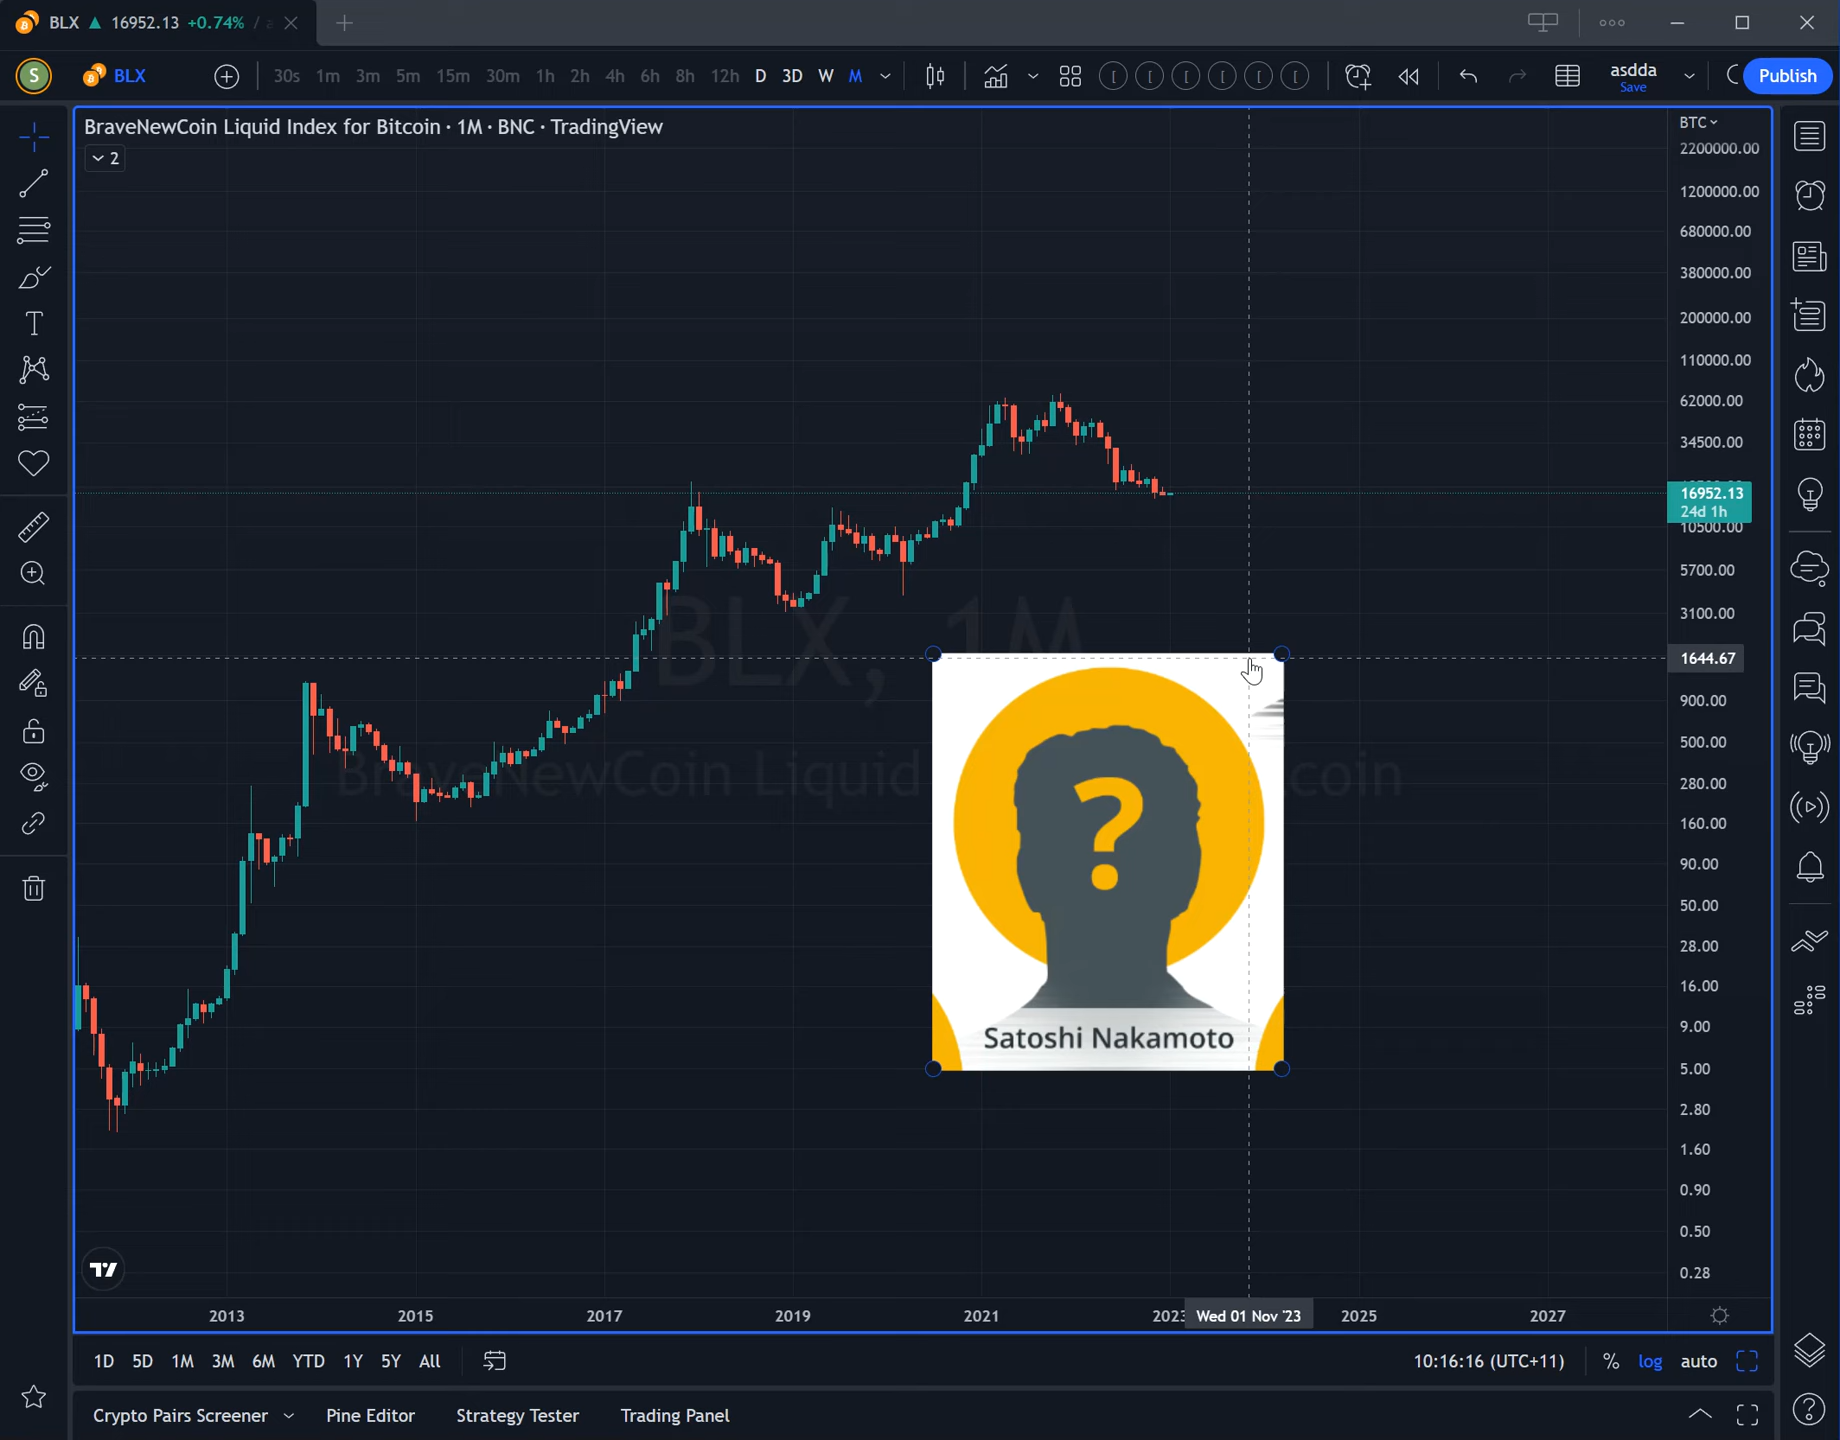 BLX ▲ 16952.13 +0.74% /
S BLX 30s 1m 3m 5m 15m 30m 1h 2h 4h 6h 8h 12h D 3D W M asdda Publish
Save
BraveNewCoin Liquid Index for Bitcoin · 1M · BNC · TradingView
2
BTC
2200000.00
1200000.00
680000.00
380000.00
200000.00
110000.00
62000.00
34500.00
16952.13
24d 1h
10500.00
5700.00
3100.00
1644.67
900.00
500.00
280.00
160.00
90.00
50.00
28.00
16.00
9.00
5.00
2.80
1.60
0.90
0.50
0.28
BLX, 1M
BraveNewCoin Liquid coin
?
Satoshi Nakamoto
2013 2015 2017 2019 2021 2023 Wed 01 Nov '23 2025 2027
1D 5D 1M 3M 6M YTD 1Y 5Y All 10:16:16 (UTC+11) % log auto
Crypto Pairs Screener Pine Editor Strategy Tester Trading Panel